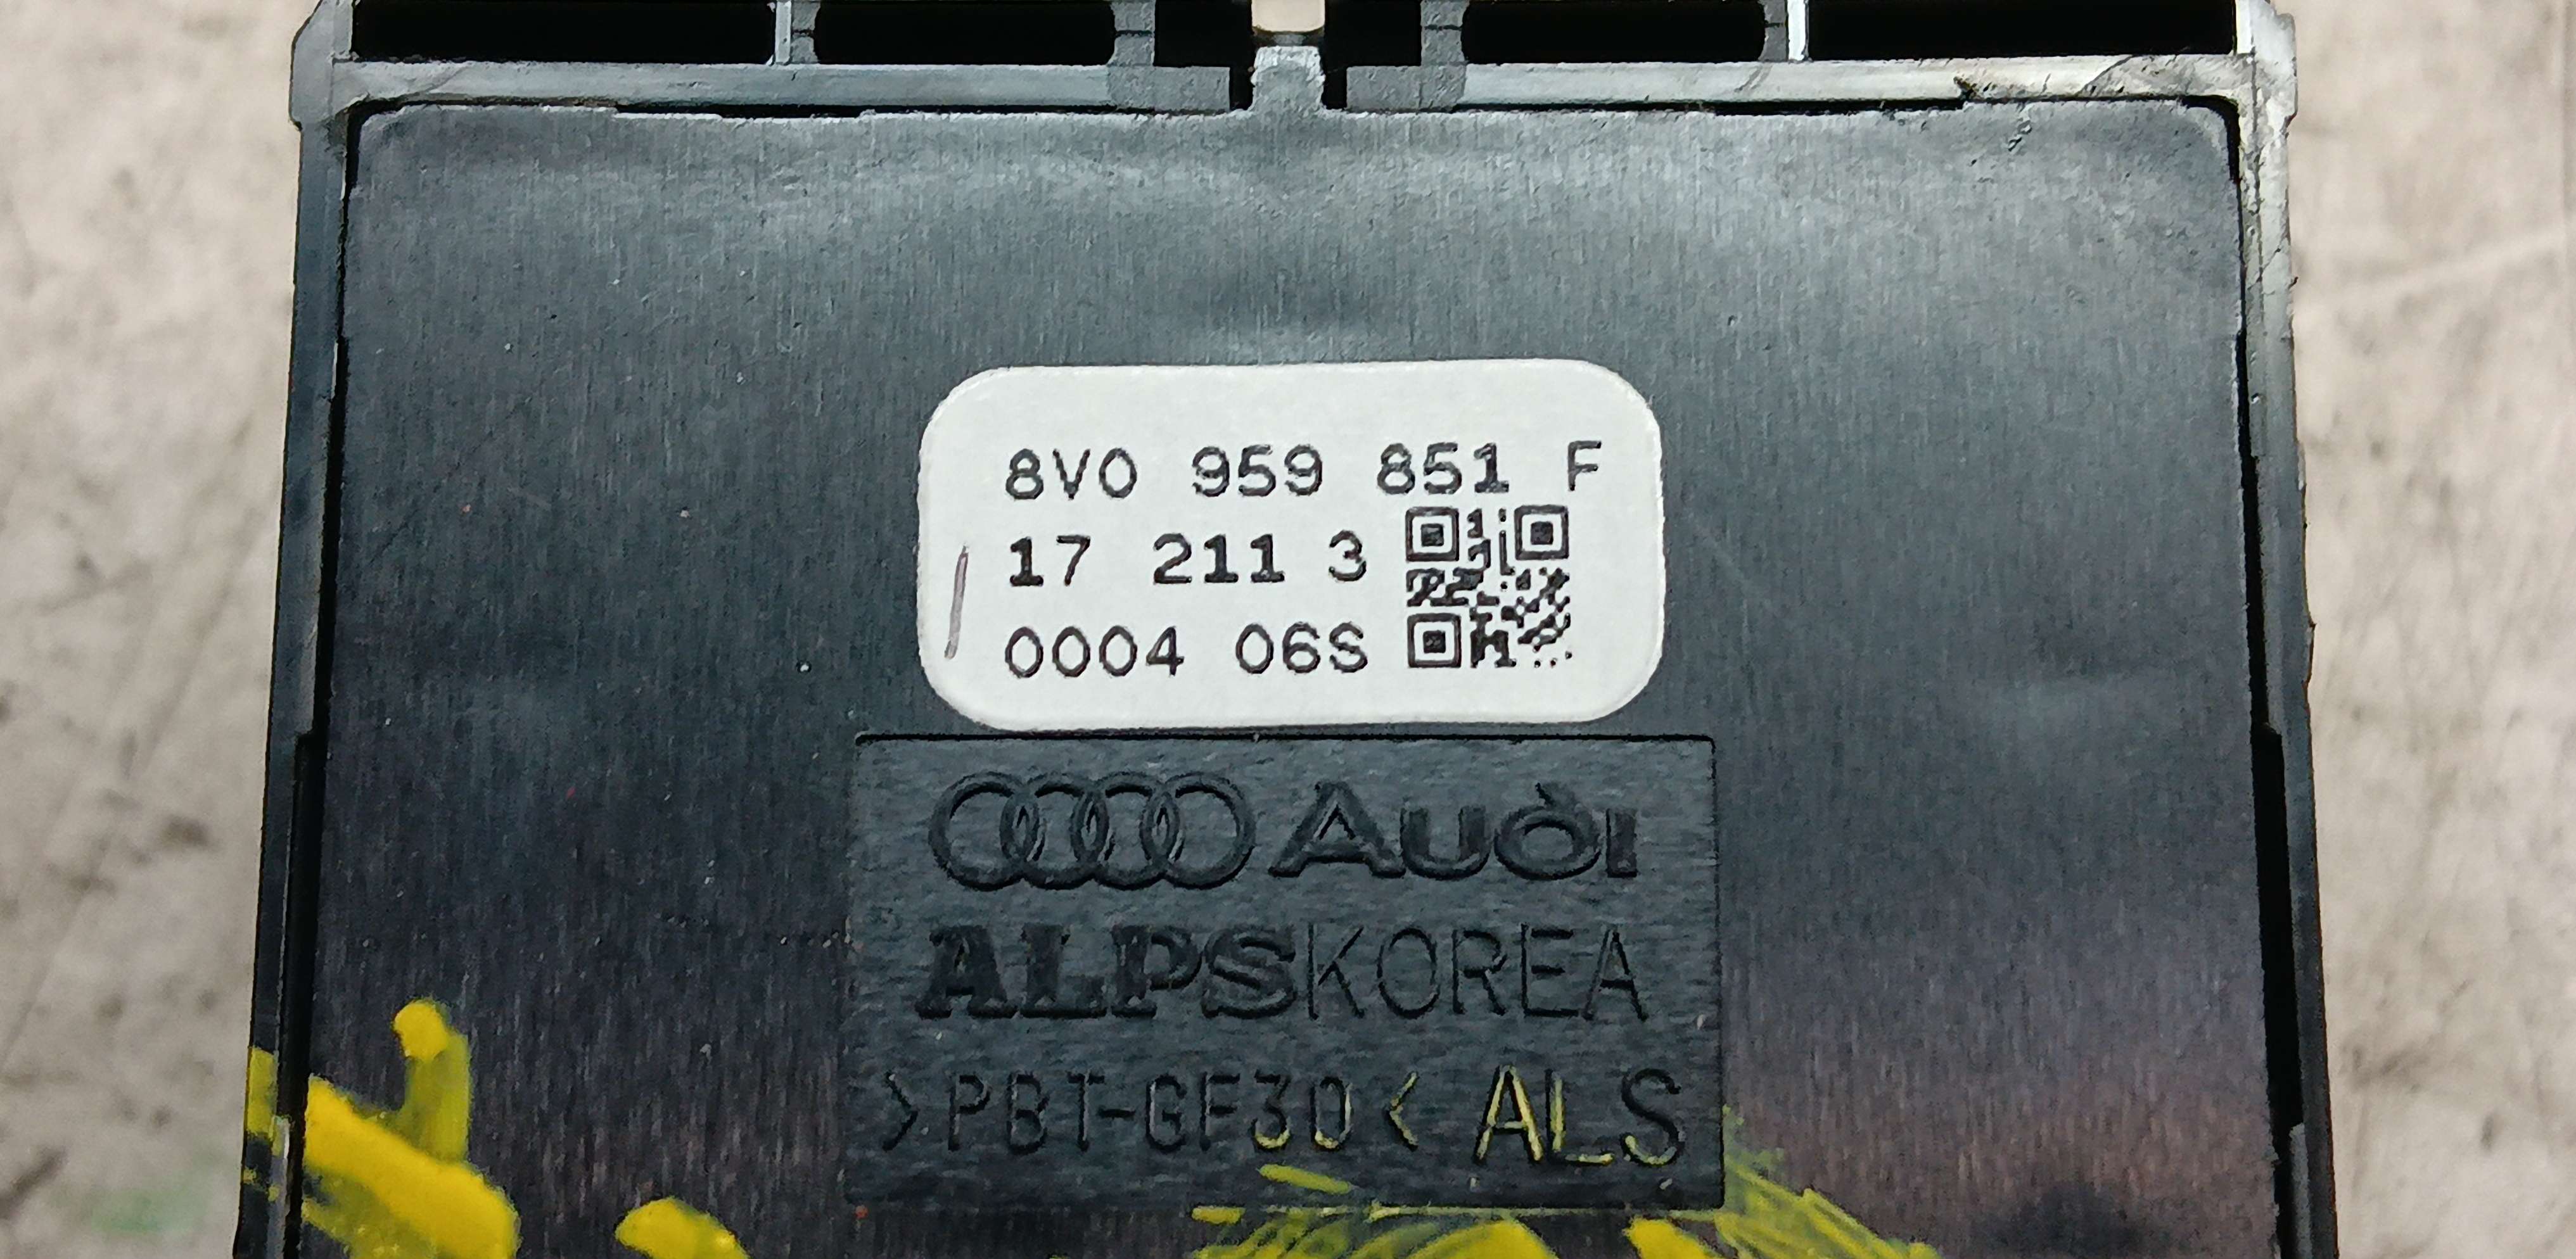 8V0 959 851 F
17 211 3
0004 06S
Audi
ALPSKOREA
>PBT-GF30< ALS